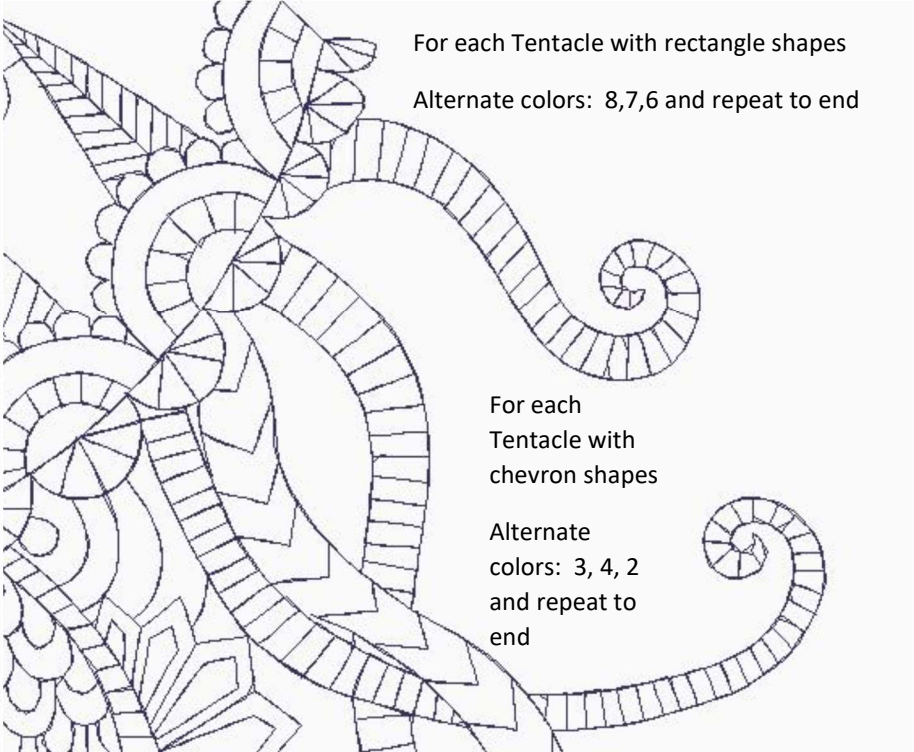 For each Tentacle with rectangle shapes
Alternate colors:  8,7,6 and repeat to end
For each
Tentacle with
chevron shapes
Alternate
colors:  3, 4, 2
and repeat to
end